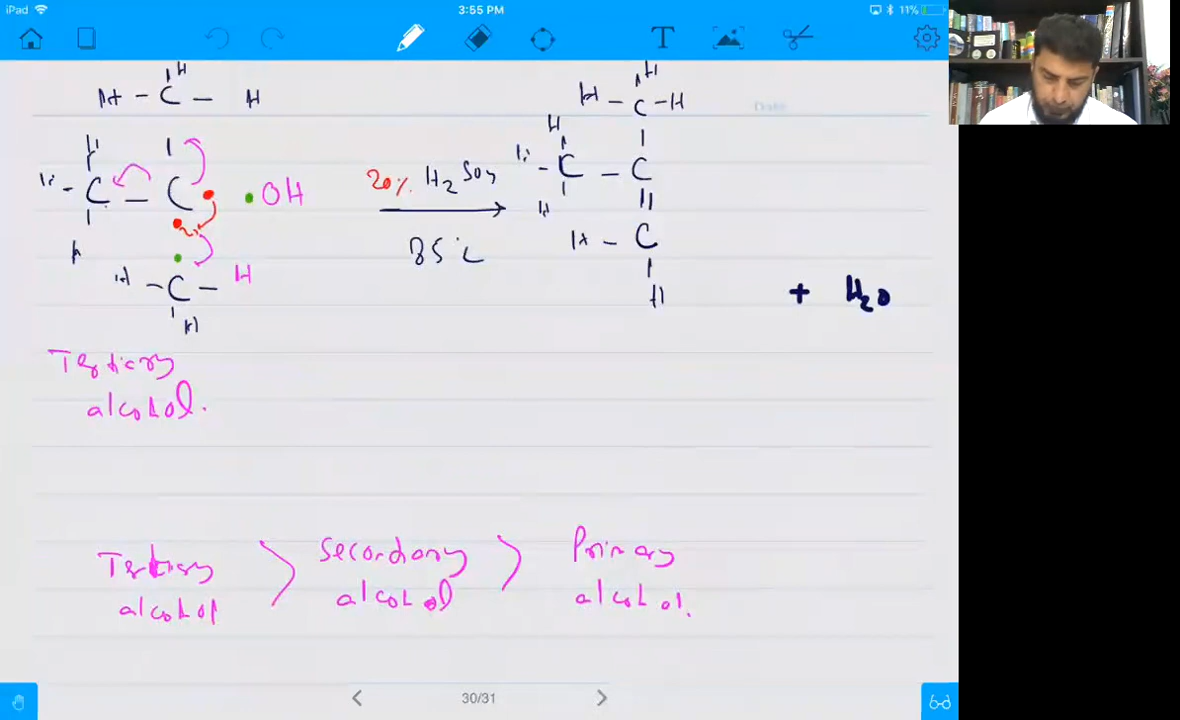 iPad 3:55 PM 11%
T
H
H - C - H
H
H - C - H
Date
H
H - C - C OH
H
20% H2SO4
85°C
H
H - C - C
H
H - C - H
H
H - C
H
+ H2O
Tertiary
alcohol.
Tertiary > Secondary > Primary
alcohol alcohol alcohol.
30/31